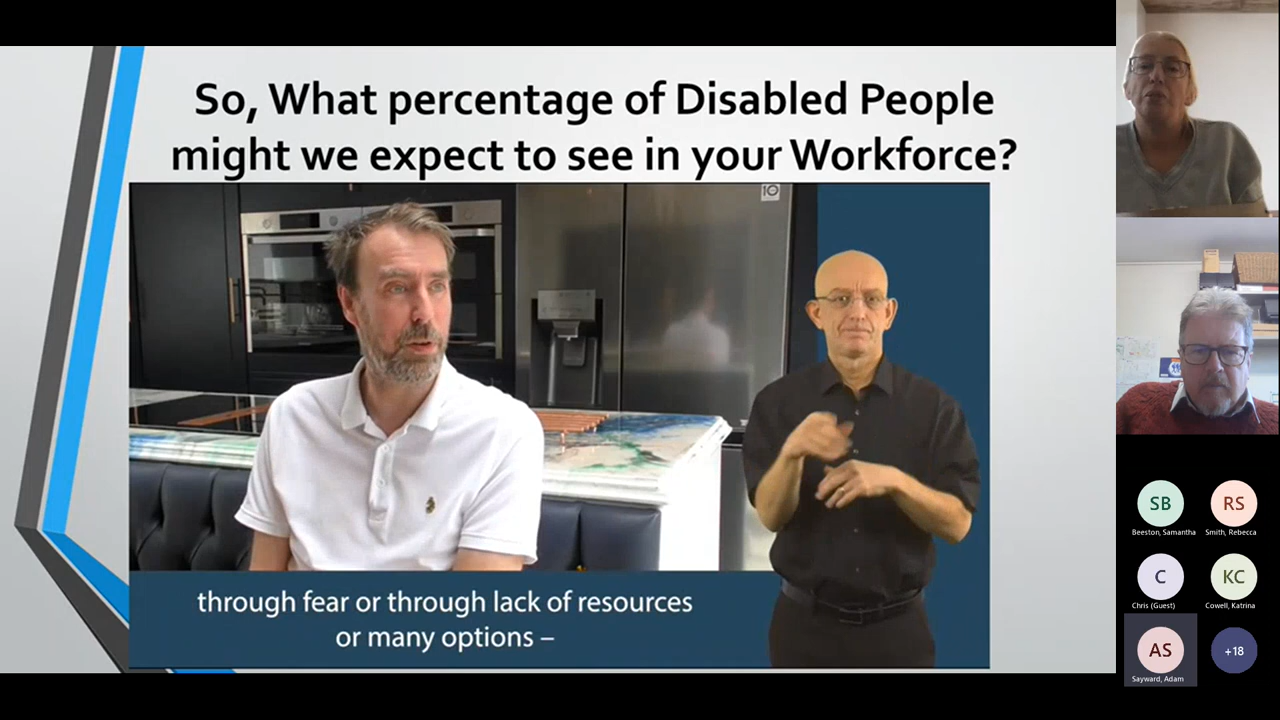 So, What percentage of Disabled People
might we expect to see in your Workforce?
through fear or through lack of resources
or many options –
SB
Beeston, Samantha
RS
Smith, Rebecca
C
Chris (Guest)
KC
Cowell, Katrina
AS
Sayward, Adam
+18